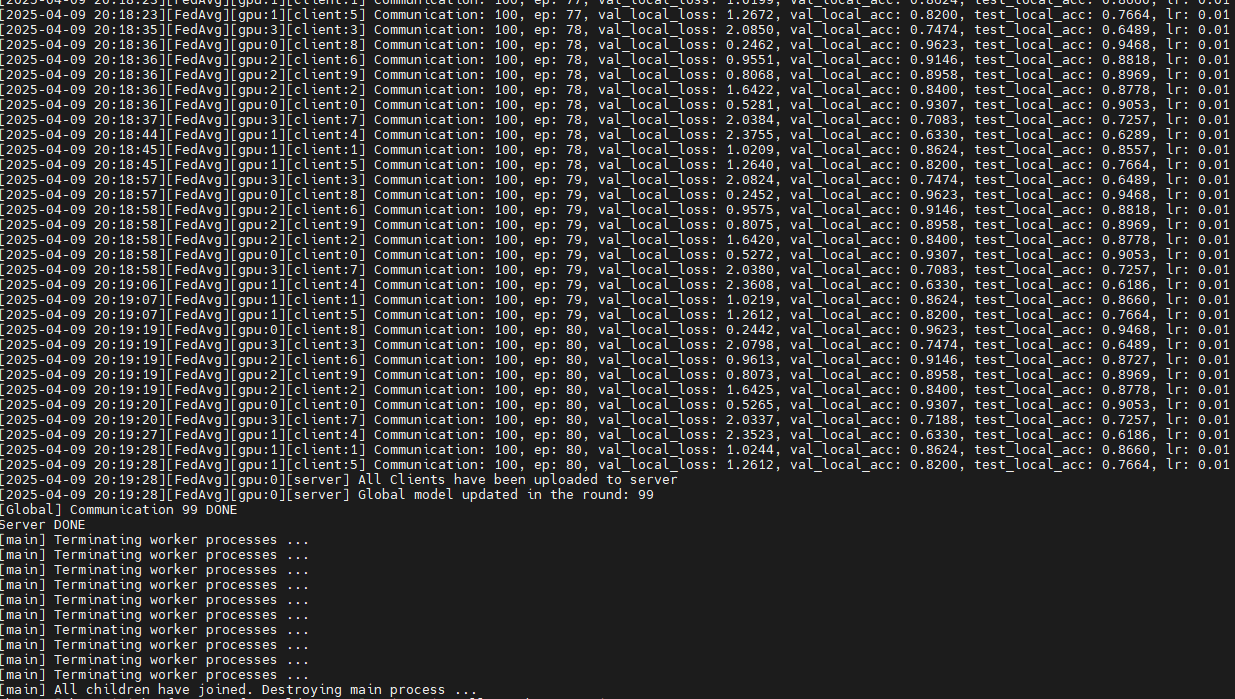 [2025-04-09 20:18:23][FedAvg][gpu:1][client:1] Communication: 100, ep: 77, val_local_loss: 1.0199, val_local_acc: 0.8624, test_local_acc: 0.8660, lr: 0.01
[2025-04-09 20:18:23][FedAvg][gpu:1][client:5] Communication: 100, ep: 77, val_local_loss: 1.2672, val_local_acc: 0.8200, test_local_acc: 0.7664, lr: 0.01
[2025-04-09 20:18:35][FedAvg][gpu:3][client:3] Communication: 100, ep: 78, val_local_loss: 2.0850, val_local_acc: 0.7474, test_local_acc: 0.6489, lr: 0.01
[2025-04-09 20:18:36][FedAvg][gpu:0][client:8] Communication: 100, ep: 78, val_local_loss: 0.2462, val_local_acc: 0.9623, test_local_acc: 0.9468, lr: 0.01
[2025-04-09 20:18:36][FedAvg][gpu:2][client:6] Communication: 100, ep: 78, val_local_loss: 0.9551, val_local_acc: 0.9146, test_local_acc: 0.8818, lr: 0.01
[2025-04-09 20:18:36][FedAvg][gpu:2][client:9] Communication: 100, ep: 78, val_local_loss: 0.8068, val_local_acc: 0.8958, test_local_acc: 0.8969, lr: 0.01
[2025-04-09 20:18:36][FedAvg][gpu:2][client:2] Communication: 100, ep: 78, val_local_loss: 1.6422, val_local_acc: 0.8400, test_local_acc: 0.8778, lr: 0.01
[2025-04-09 20:18:36][FedAvg][gpu:0][client:0] Communication: 100, ep: 78, val_local_loss: 0.5281, val_local_acc: 0.9307, test_local_acc: 0.9053, lr: 0.01
[2025-04-09 20:18:37][FedAvg][gpu:3][client:7] Communication: 100, ep: 78, val_local_loss: 2.0384, val_local_acc: 0.7083, test_local_acc: 0.7257, lr: 0.01
[2025-04-09 20:18:44][FedAvg][gpu:1][client:4] Communication: 100, ep: 78, val_local_loss: 2.3755, val_local_acc: 0.6330, test_local_acc: 0.6289, lr: 0.01
[2025-04-09 20:18:45][FedAvg][gpu:1][client:1] Communication: 100, ep: 78, val_local_loss: 1.0209, val_local_acc: 0.8624, test_local_acc: 0.8557, lr: 0.01
[2025-04-09 20:18:45][FedAvg][gpu:1][client:5] Communication: 100, ep: 78, val_local_loss: 1.2640, val_local_acc: 0.8200, test_local_acc: 0.7664, lr: 0.01
[2025-04-09 20:18:57][FedAvg][gpu:3][client:3] Communication: 100, ep: 79, val_local_loss: 2.0824, val_local_acc: 0.7474, test_local_acc: 0.6489, lr: 0.01
[2025-04-09 20:18:57][FedAvg][gpu:0][client:8] Communication: 100, ep: 79, val_local_loss: 0.2452, val_local_acc: 0.9623, test_local_acc: 0.9468, lr: 0.01
[2025-04-09 20:18:58][FedAvg][gpu:2][client:6] Communication: 100, ep: 79, val_local_loss: 0.9575, val_local_acc: 0.9146, test_local_acc: 0.8818, lr: 0.01
[2025-04-09 20:18:58][FedAvg][gpu:2][client:9] Communication: 100, ep: 79, val_local_loss: 0.8075, val_local_acc: 0.8958, test_local_acc: 0.8969, lr: 0.01
[2025-04-09 20:18:58][FedAvg][gpu:2][client:2] Communication: 100, ep: 79, val_local_loss: 1.6420, val_local_acc: 0.8400, test_local_acc: 0.8778, lr: 0.01
[2025-04-09 20:18:58][FedAvg][gpu:0][client:0] Communication: 100, ep: 79, val_local_loss: 0.5272, val_local_acc: 0.9307, test_local_acc: 0.9053, lr: 0.01
[2025-04-09 20:18:58][FedAvg][gpu:3][client:7] Communication: 100, ep: 79, val_local_loss: 2.0380, val_local_acc: 0.7083, test_local_acc: 0.7257, lr: 0.01
[2025-04-09 20:19:06][FedAvg][gpu:1][client:4] Communication: 100, ep: 79, val_local_loss: 2.3608, val_local_acc: 0.6330, test_local_acc: 0.6186, lr: 0.01
[2025-04-09 20:19:07][FedAvg][gpu:1][client:1] Communication: 100, ep: 79, val_local_loss: 1.0219, val_local_acc: 0.8624, test_local_acc: 0.8660, lr: 0.01
[2025-04-09 20:19:07][FedAvg][gpu:1][client:5] Communication: 100, ep: 79, val_local_loss: 1.2612, val_local_acc: 0.8200, test_local_acc: 0.7664, lr: 0.01
[2025-04-09 20:19:19][FedAvg][gpu:0][client:8] Communication: 100, ep: 80, val_local_loss: 0.2442, val_local_acc: 0.9623, test_local_acc: 0.9468, lr: 0.01
[2025-04-09 20:19:19][FedAvg][gpu:3][client:3] Communication: 100, ep: 80, val_local_loss: 2.0798, val_local_acc: 0.7474, test_local_acc: 0.6489, lr: 0.01
[2025-04-09 20:19:19][FedAvg][gpu:2][client:6] Communication: 100, ep: 80, val_local_loss: 0.9613, val_local_acc: 0.9146, test_local_acc: 0.8727, lr: 0.01
[2025-04-09 20:19:19][FedAvg][gpu:2][client:9] Communication: 100, ep: 80, val_local_loss: 0.8073, val_local_acc: 0.8958, test_local_acc: 0.8969, lr: 0.01
[2025-04-09 20:19:19][FedAvg][gpu:2][client:2] Communication: 100, ep: 80, val_local_loss: 1.6425, val_local_acc: 0.8400, test_local_acc: 0.8778, lr: 0.01
[2025-04-09 20:19:20][FedAvg][gpu:0][client:0] Communication: 100, ep: 80, val_local_loss: 0.5265, val_local_acc: 0.9307, test_local_acc: 0.9053, lr: 0.01
[2025-04-09 20:19:20][FedAvg][gpu:3][client:7] Communication: 100, ep: 80, val_local_loss: 2.0337, val_local_acc: 0.7188, test_local_acc: 0.7257, lr: 0.01
[2025-04-09 20:19:27][FedAvg][gpu:1][client:4] Communication: 100, ep: 80, val_local_loss: 2.3523, val_local_acc: 0.6330, test_local_acc: 0.6186, lr: 0.01
[2025-04-09 20:19:28][FedAvg][gpu:1][client:1] Communication: 100, ep: 80, val_local_loss: 1.0244, val_local_acc: 0.8624, test_local_acc: 0.8660, lr: 0.01
[2025-04-09 20:19:28][FedAvg][gpu:1][client:5] Communication: 100, ep: 80, val_local_loss: 1.2612, val_local_acc: 0.8200, test_local_acc: 0.7664, lr: 0.01
[2025-04-09 20:19:28][FedAvg][gpu:0][server] All Clients have been uploaded to server
[2025-04-09 20:19:28][FedAvg][gpu:0][server] Global model updated in the round: 99
[Global] Communication 99 DONE
Server DONE
[main] Terminating worker processes ...
[main] Terminating worker processes ...
[main] Terminating worker processes ...
[main] Terminating worker processes ...
[main] Terminating worker processes ...
[main] Terminating worker processes ...
[main] Terminating worker processes ...
[main] Terminating worker processes ...
[main] Terminating worker processes ...
[main] Terminating worker processes ...
[main] All children have joined. Destroying main process ...